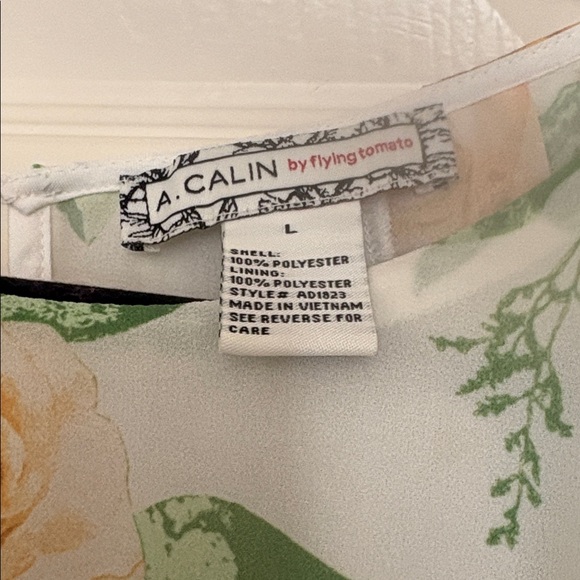 A. CALIN by flying tomato
L
SHELL:
100% POLYESTER
LINING:
100% POLYESTER
STYLE# AD1823
MADE IN VIETNAM
SEE REVERSE FOR
CARE